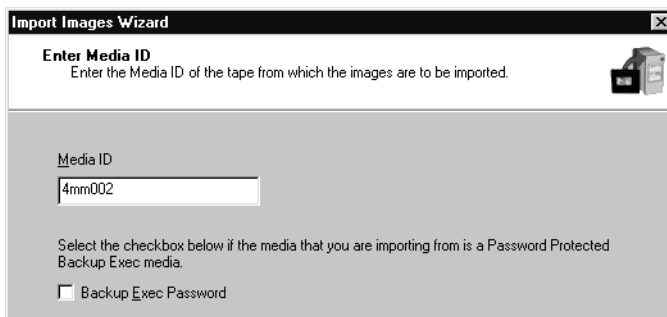 Import Images Wizard
Enter Media ID
Enter the Media ID of the tape from which the images are to be imported.
Media ID
4mm002
Select the checkbox below if the media that you are importing from is a Password Protected
Backup Exec media.
Backup Exec Password